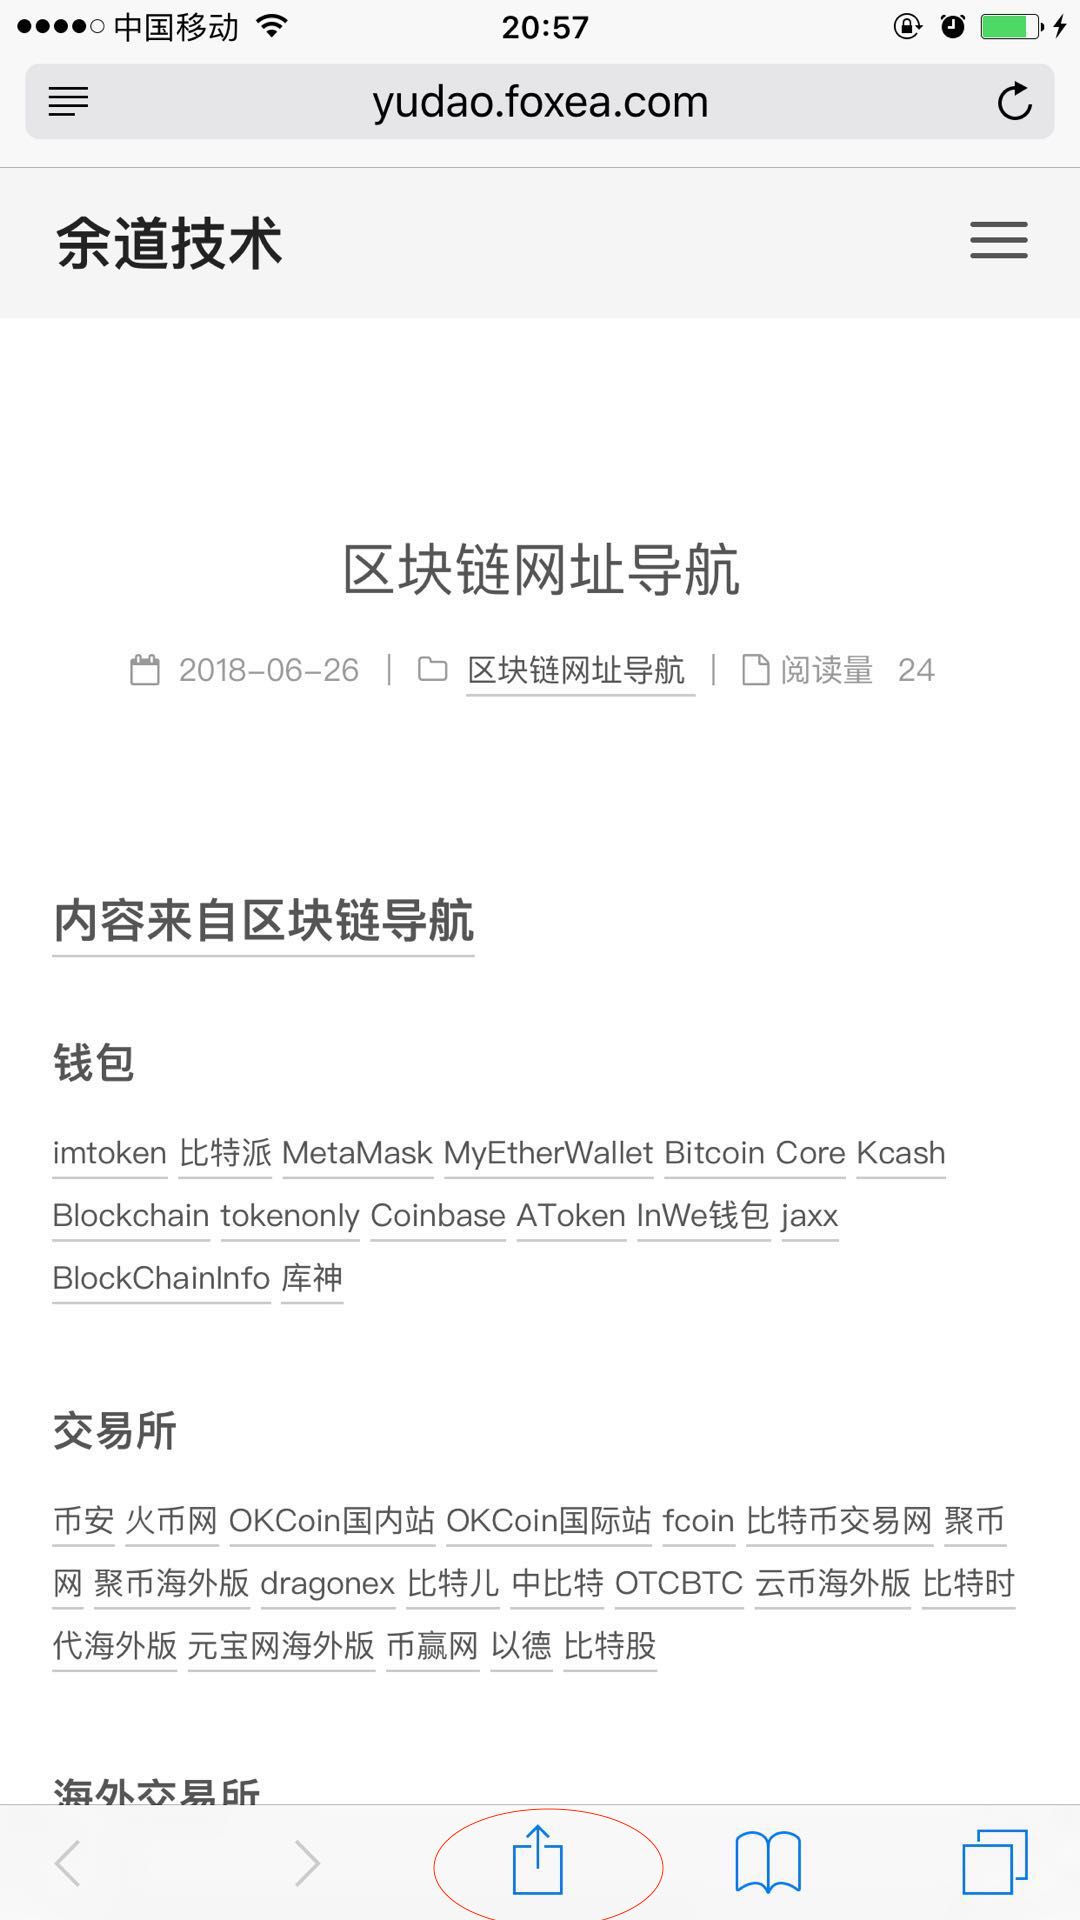 中国移动 20:57
yudao.foxea.com
余道技术
区块链网址导航
2018-06-26 | 区块链网址导航 | 阅读量 24
内容来自区块链导航
钱包
imtoken 比特派 MetaMask MyEtherWallet Bitcoin Core Kcash
Blockchain tokenonly Coinbase AToken InWe钱包 jaxx
BlockChainInfo 库神
交易所
币安 火币网 OKCoin国内站 OKCoin国际站 fcoin 比特币交易网 聚币
网 聚币海外版 dragonex 比特儿 中比特 OTCBTC 云币海外版 比特时
代海外版 元宝网海外版 币赢网 以德 比特股
海外交易所